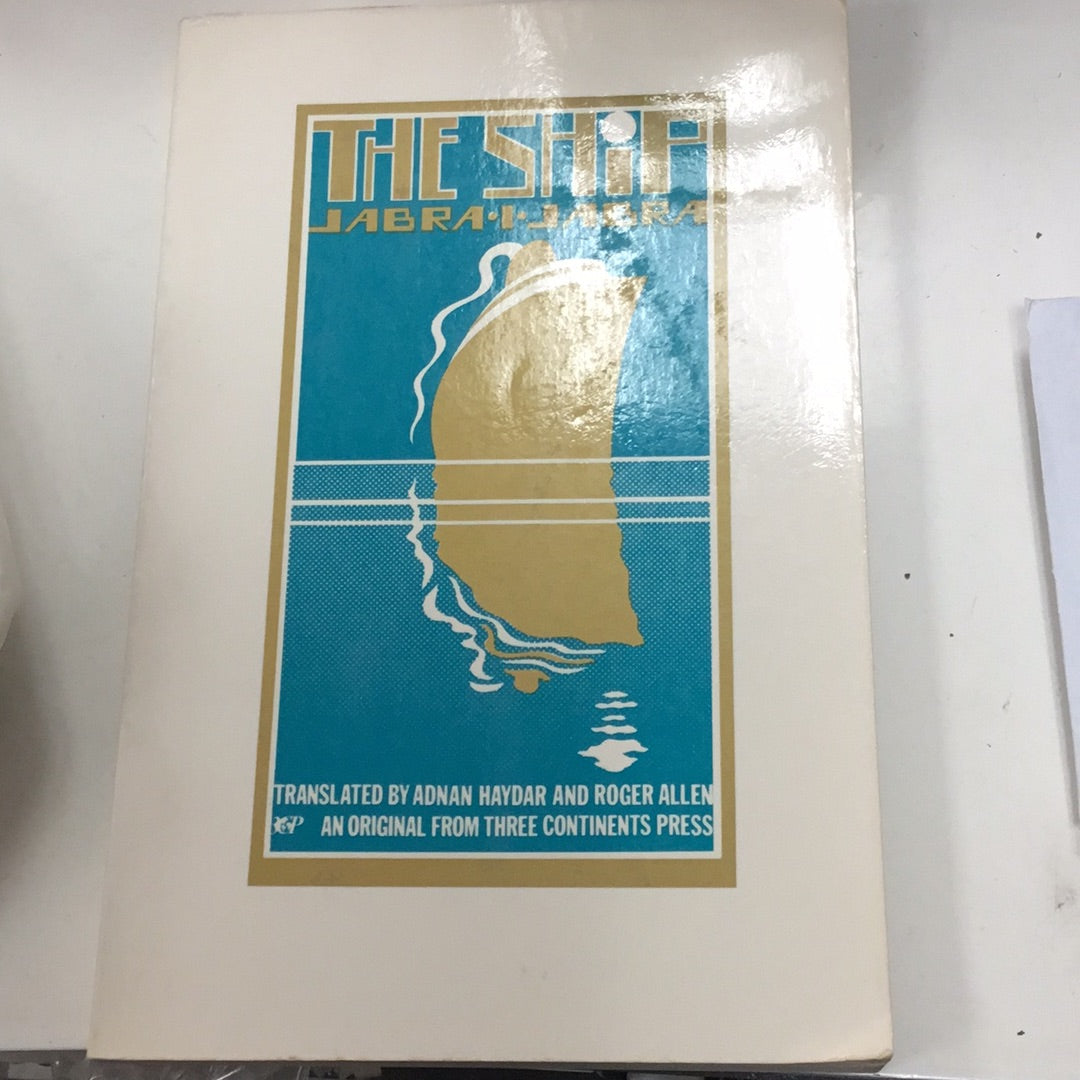 THE SHiP
JABRA·I·JABRA
TRANSLATED BY ADNAN HAYDAR AND ROGER ALLEN
AN ORIGINAL FROM THREE CONTINENTS PRESS